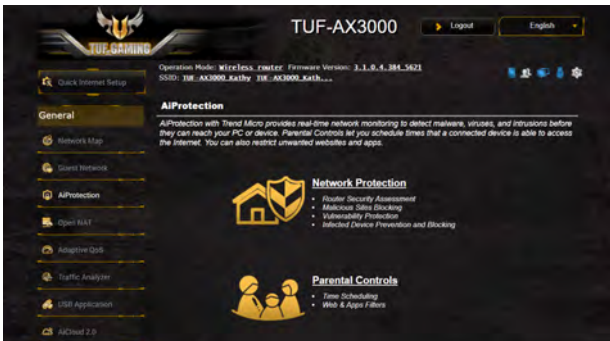 TUF GAMING
TUF-AX3000
Logout
English
Operation Mode: Wireless router Firmware Version: 3.1.0.4.384_5621
SSID: TUF-AX3000_Kathy TUF-AX3000_Kath...
Quick Internet Setup
General
Network Map
Guest Network
AiProtection
Open NAT
Adaptive QoS
Traffic Analyzer
USB Application
AiCloud 2.0
AiProtection
AiProtection with Trend Micro provides real-time network monitoring to detect malware, viruses, and intrusions before
they can reach your PC or device. Parental Controls let you schedule times that a connected device is able to access
the Internet. You can also restrict unwanted websites and apps.
Network Protection
• Router Security Assessment
• Malicious Sites Blocking
• Vulnerability Protection
• Infected Device Prevention and Blocking
Parental Controls
• Time Scheduling
• Web & Apps Filters